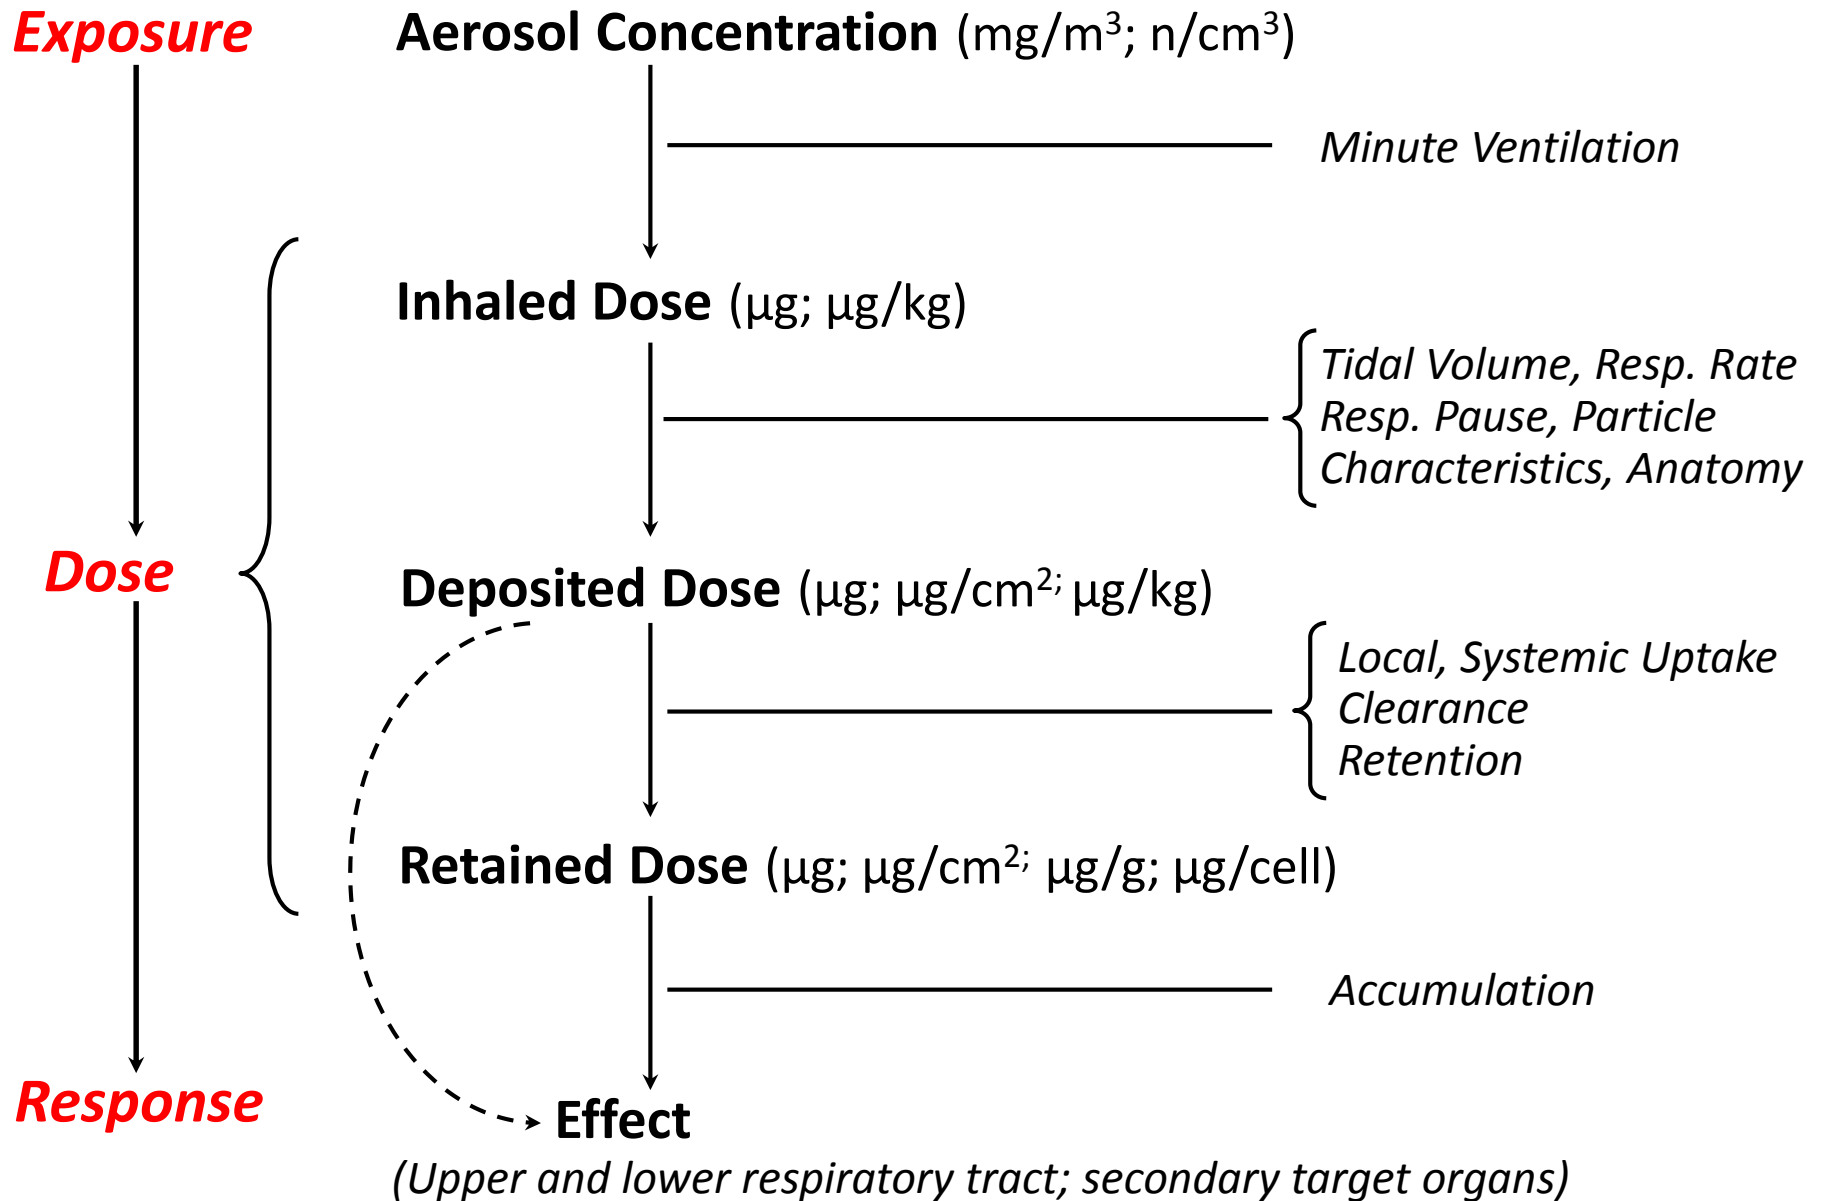 Exposure
Aerosol Concentration (mg/m³; n/cm³)
Minute Ventilation
Inhaled Dose (µg; µg/kg)
Tidal Volume, Resp. Rate
Resp. Pause, Particle
Characteristics, Anatomy
Dose
Deposited Dose (µg; µg/cm²; µg/kg)
Local, Systemic Uptake
Clearance
Retention
Retained Dose (µg; µg/cm²; µg/g; µg/cell)
Accumulation
Response
Effect
(Upper and lower respiratory tract; secondary target organs)